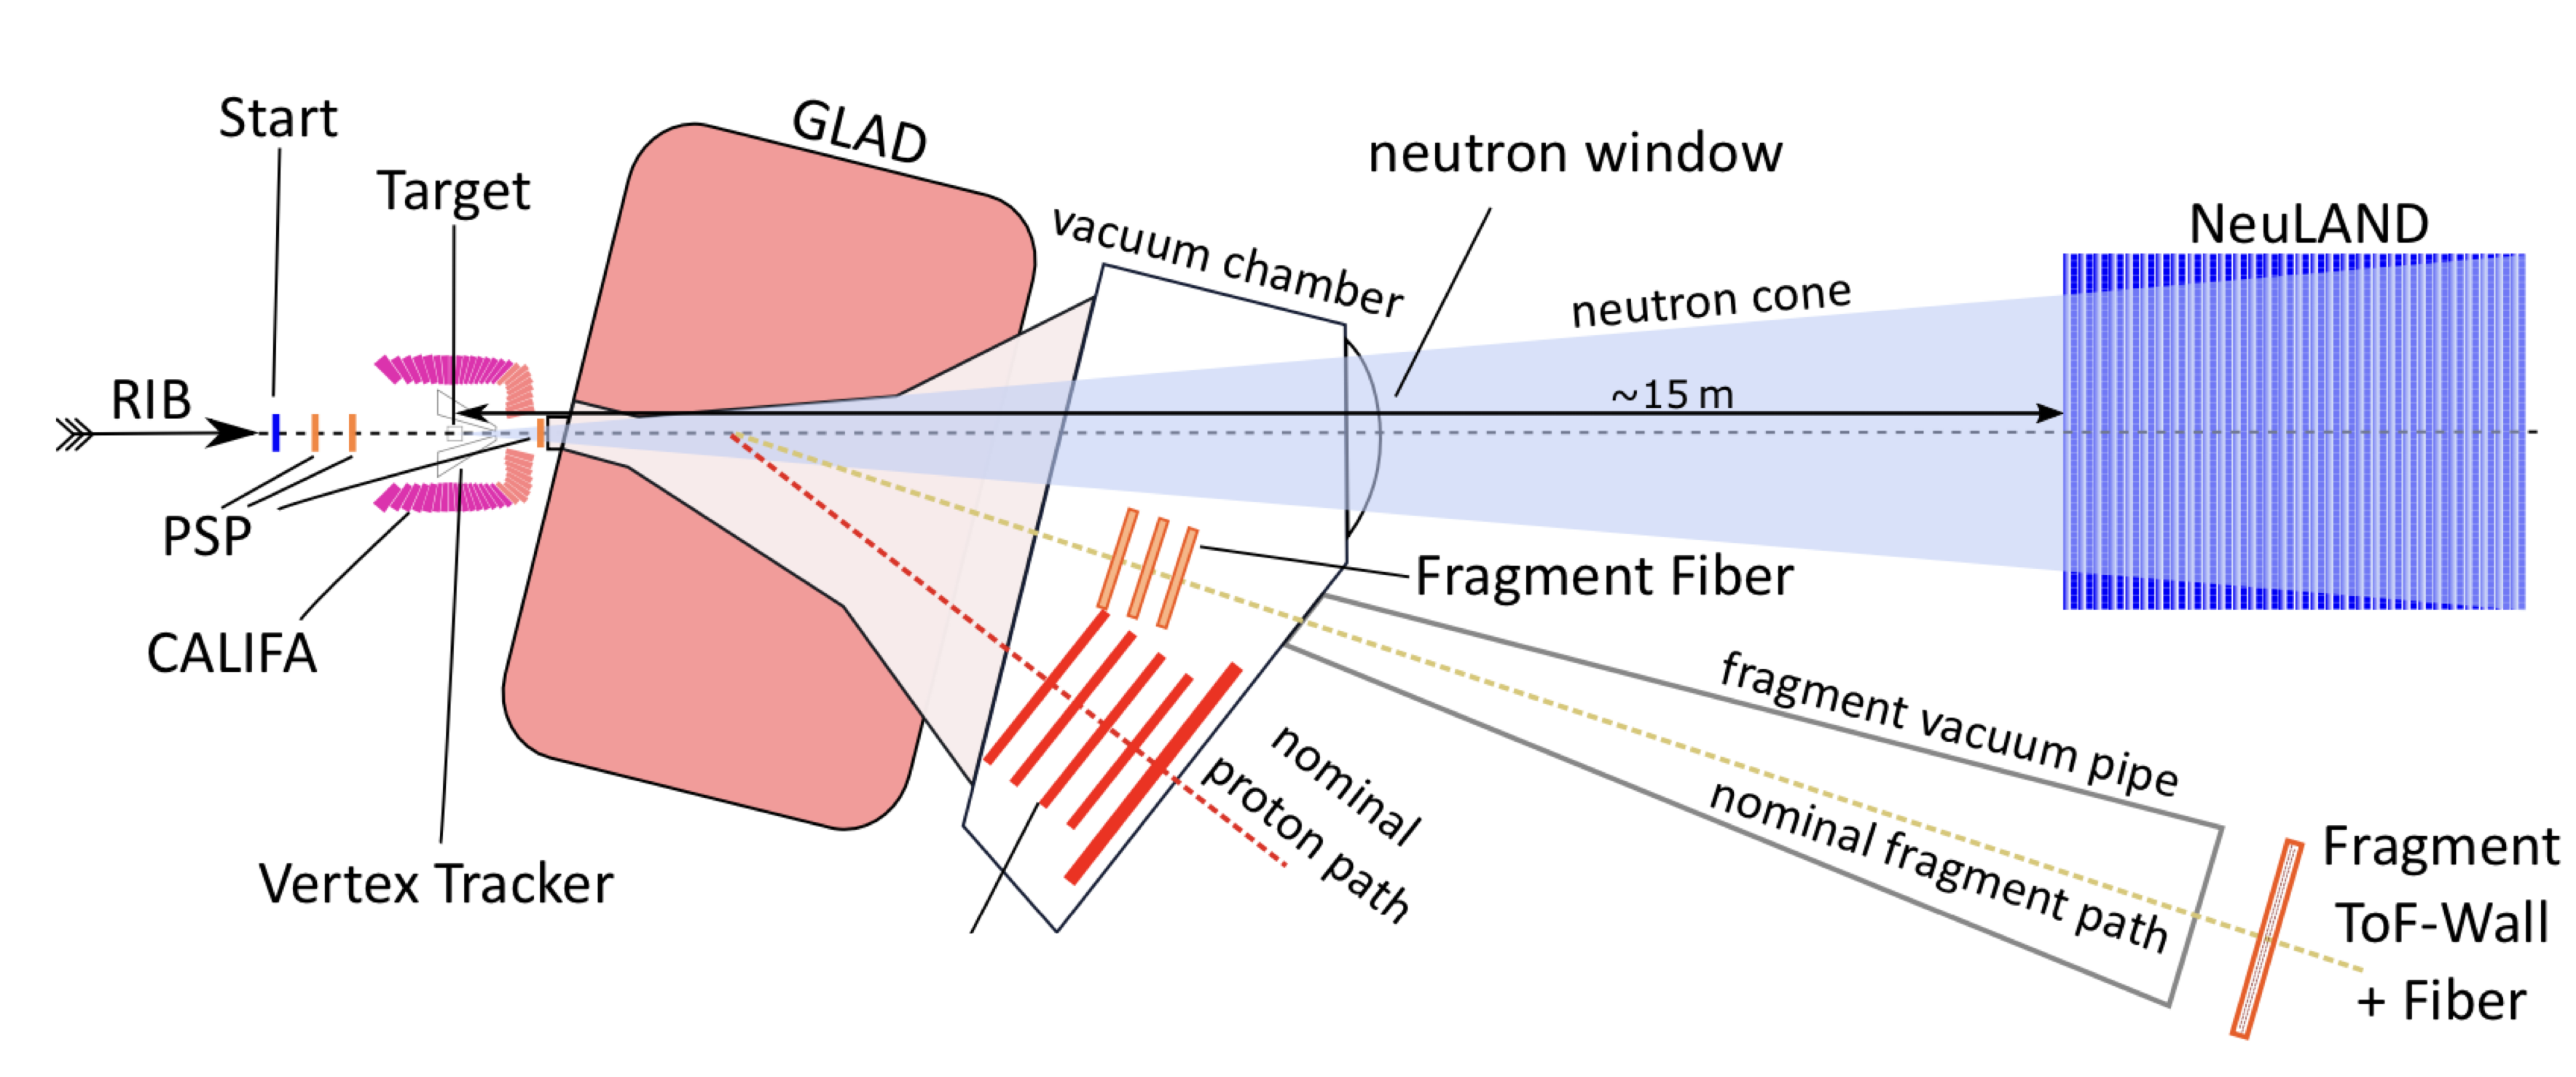 Start
GLAD
neutron window
Target
vacuum chamber
NeuLAND
neutron cone
RIB
~15 m
PSP
Fragment Fiber
CALIFA
fragment vacuum pipe
nominal
proton path
nominal fragment path
Vertex Tracker
Fragment
ToF-Wall
+ Fiber